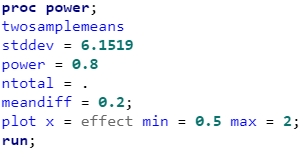 proc power;
twosamplemeans
stddev = 6.1519
power = 0.8
ntotal = .
meandiff = 0.2;
plot x = effect min = 0.5 max = 2;
run;